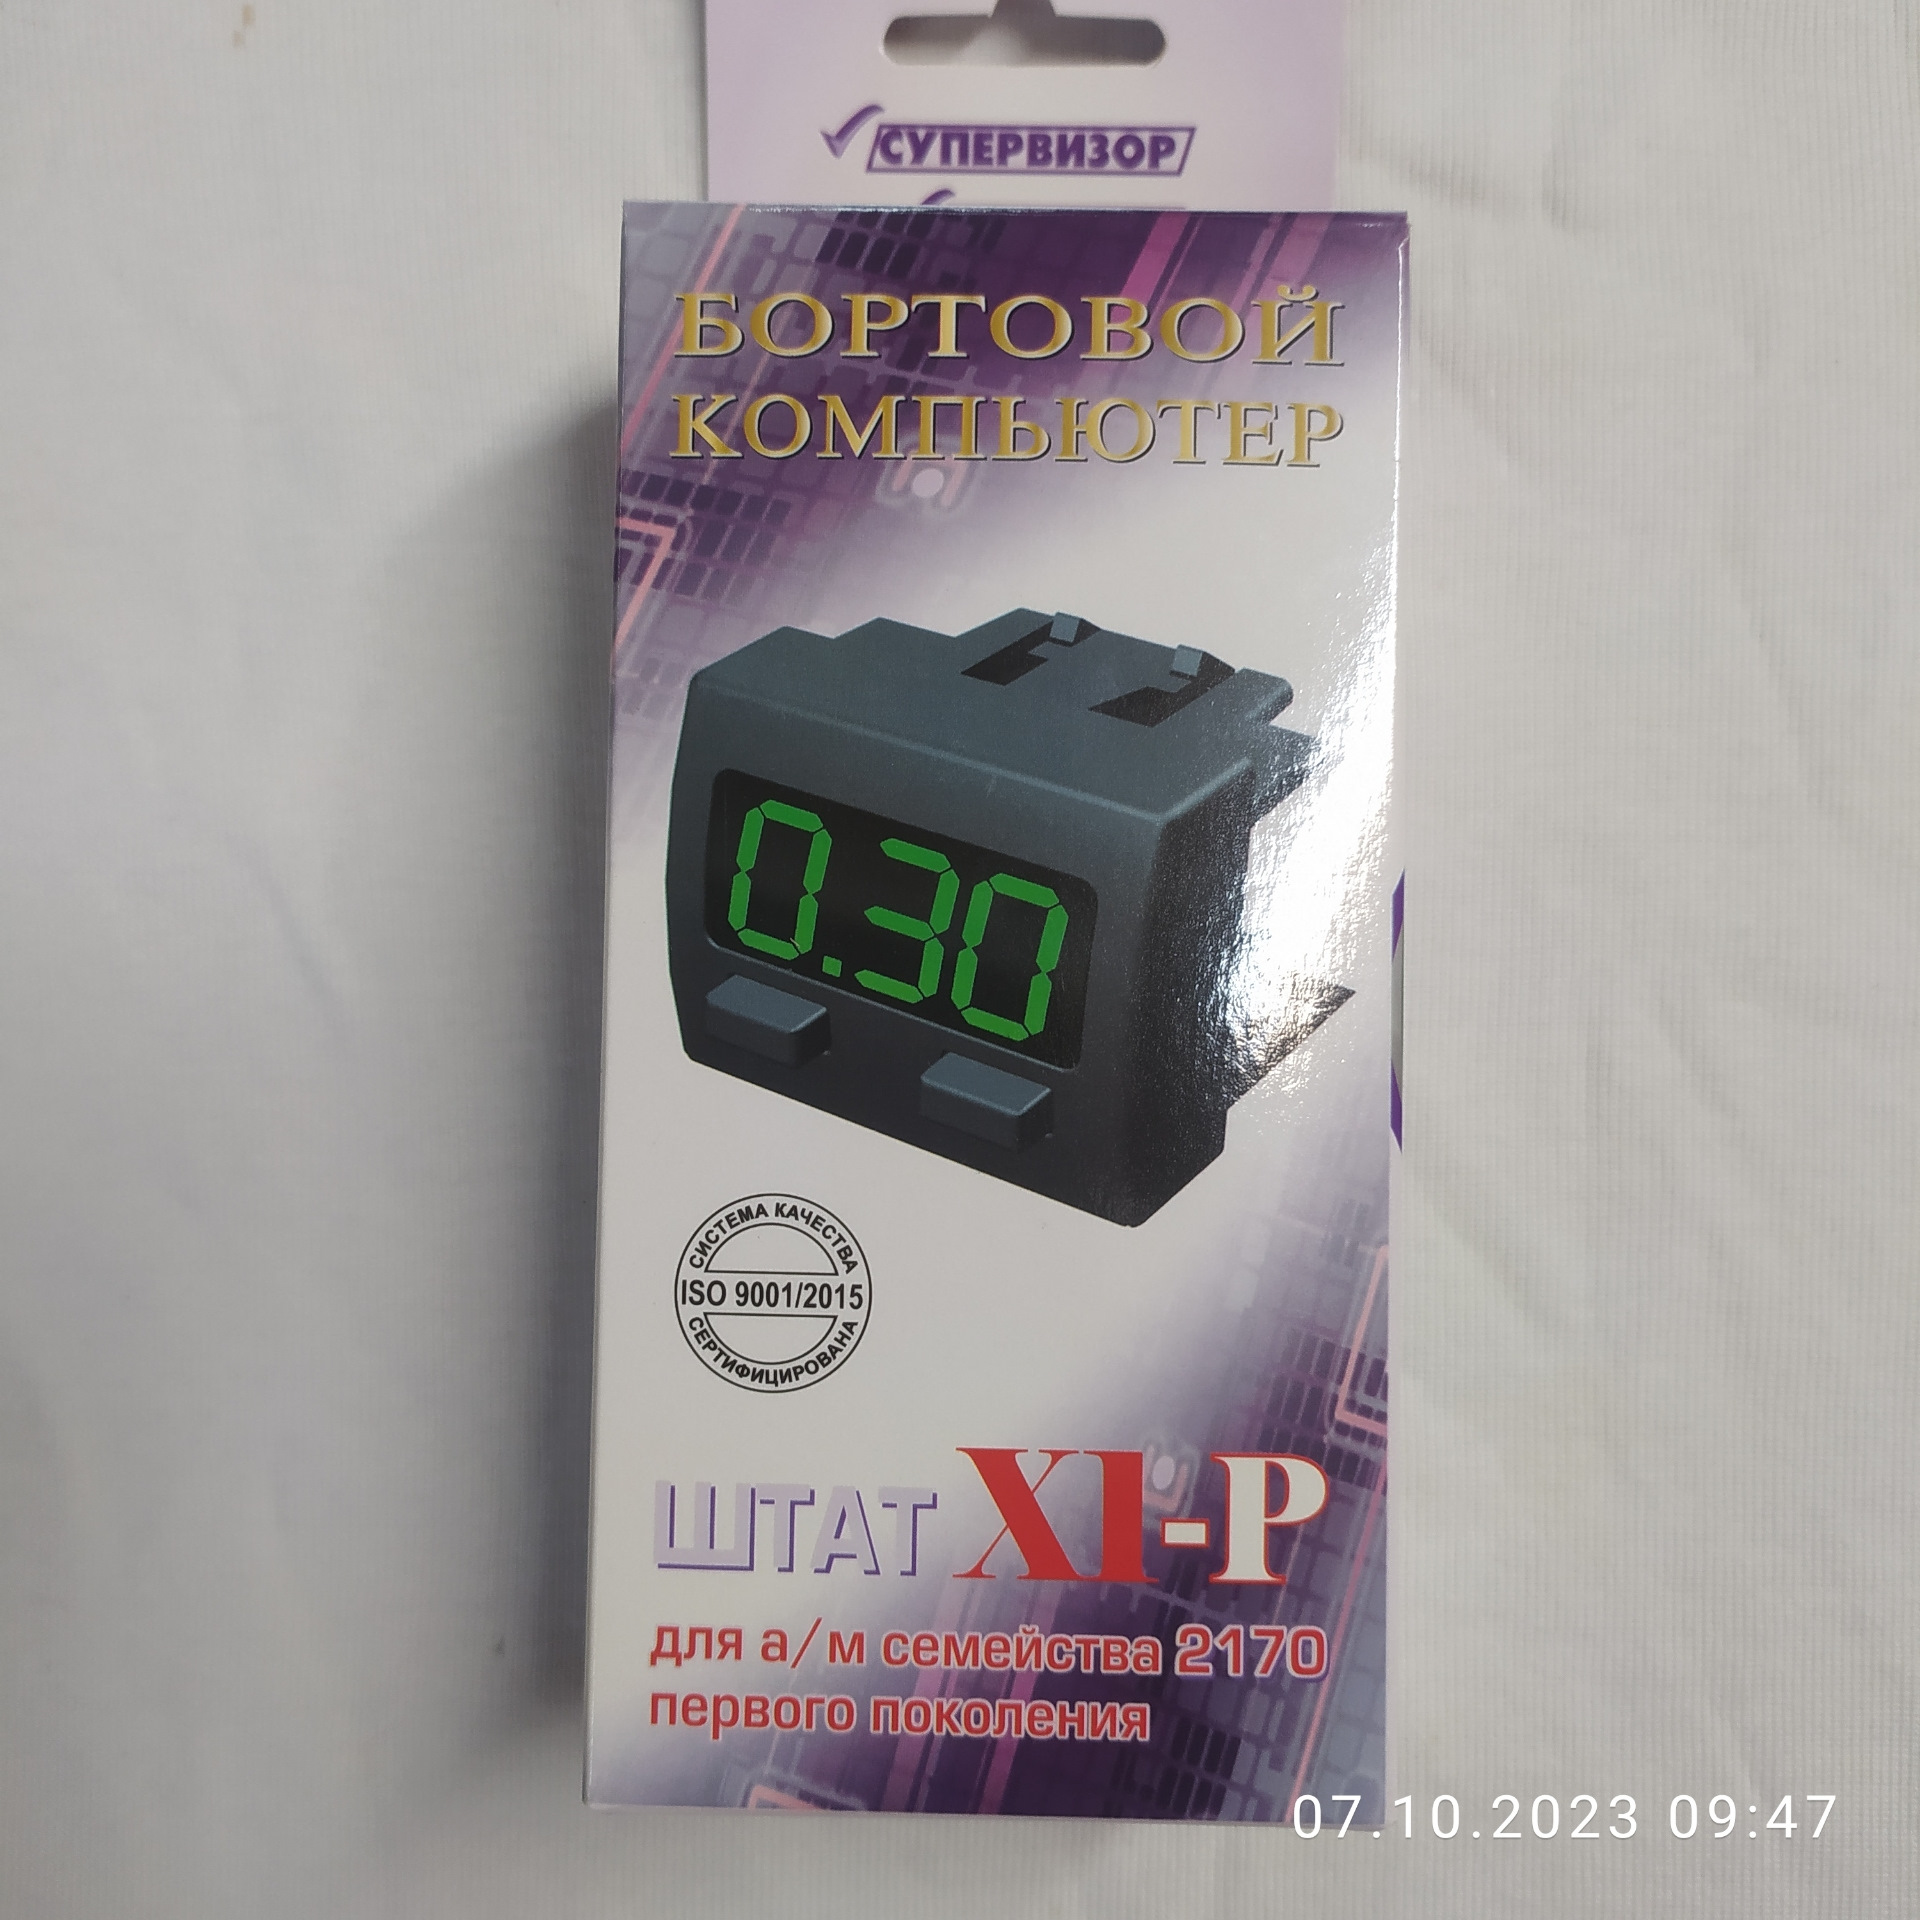 СУПЕРВИЗОР
БОРТОВОЙ
КОМПЬЮТЕР
0.30
СИСТЕМА КАЧЕСТВА
ISO 9001/2015
СЕРТИФИЦИРОВАНА
ШТАТ X1-P
для а/м семейства 2170
первого поколения
07.10.2023 09:47